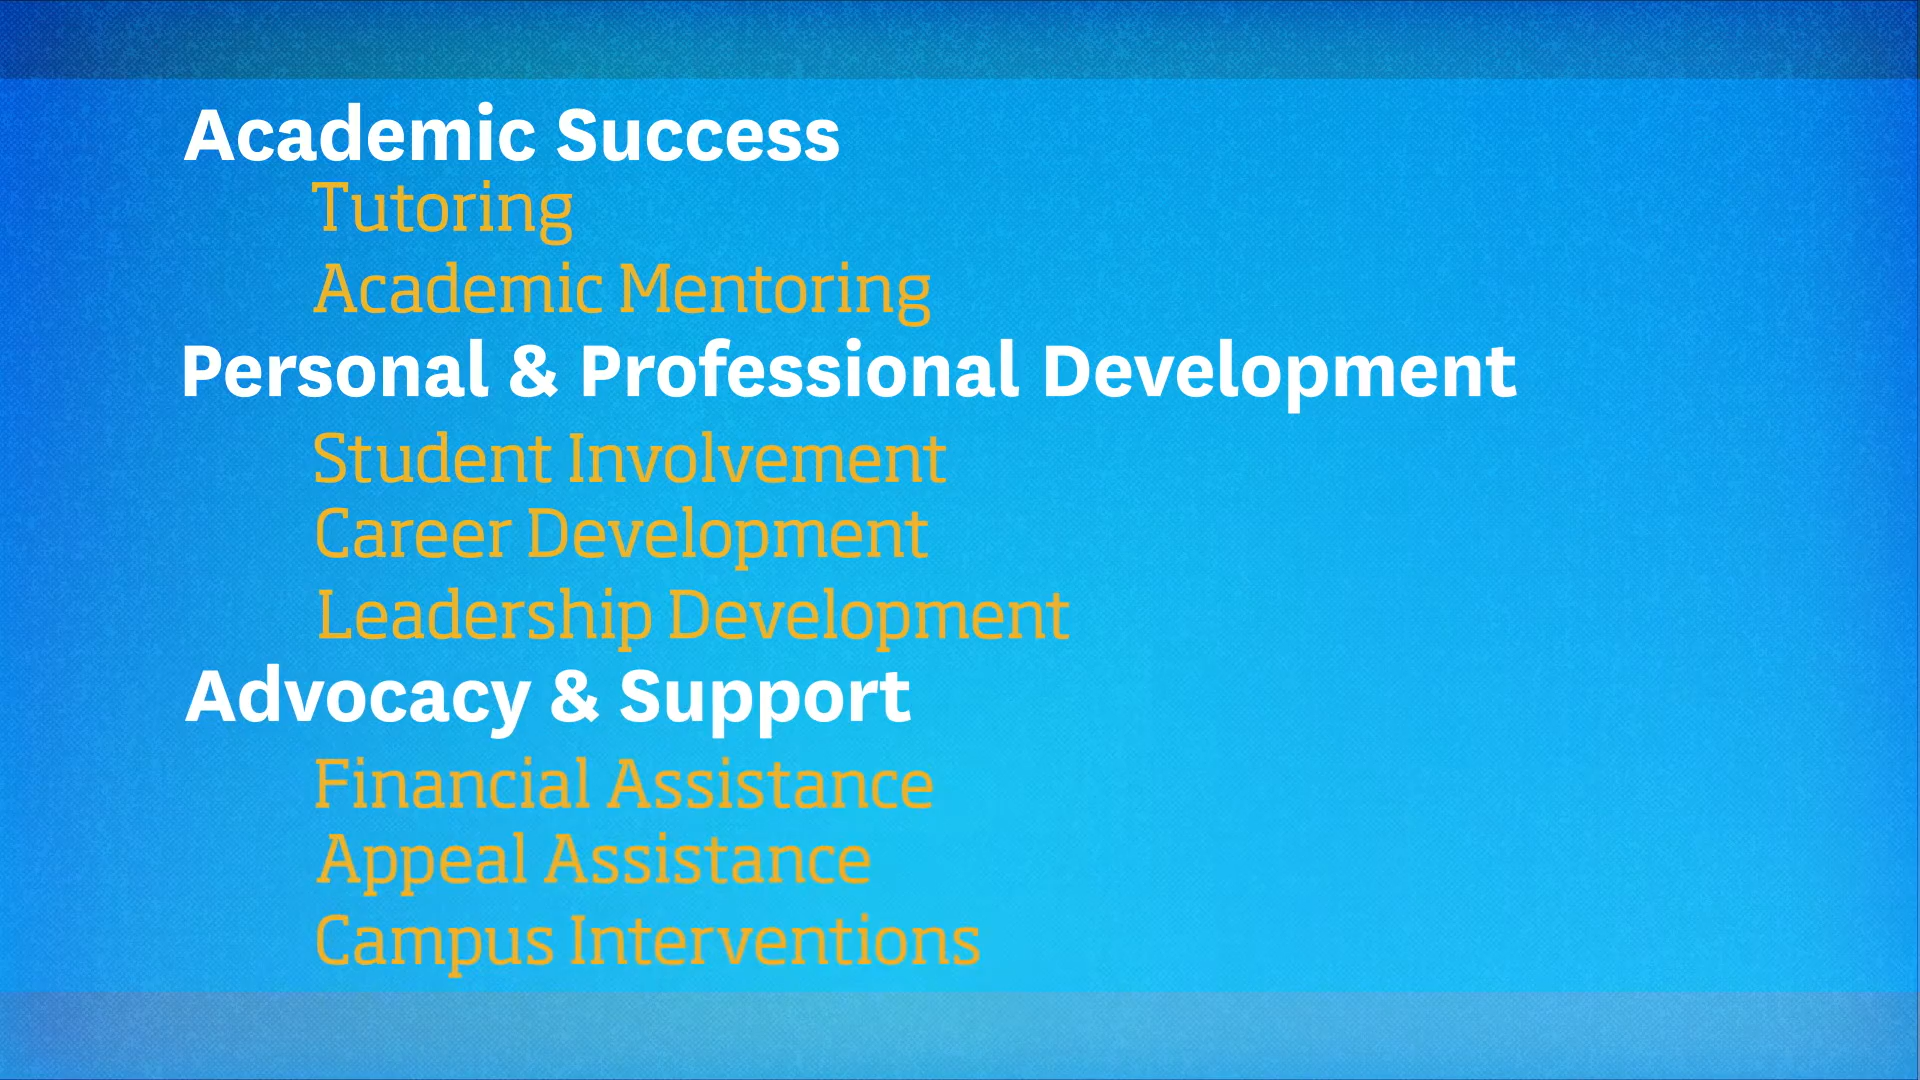 Academic Success
Tutoring
Academic Mentoring
Personal & Professional Development
Student Involvement
Career Development
Leadership Development
Advocacy & Support
Financial Assistance
Appeal Assistance
Campus Interventions